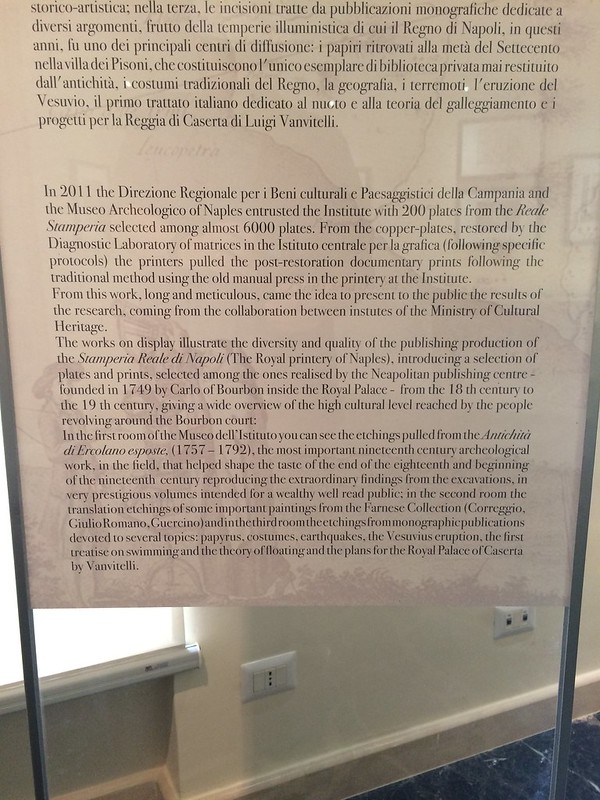 storico-artistica; nella terza, le incisioni tratte da pubblicazioni monografiche dedicate a
diversi argomenti, frutto della temperie illuministica di cui il Regno di Napoli, in questi
anni, fu uno dei principali centri di diffusione: i papiri ritrovati alla metà del Settecento
nella villa dei Pisoni, che costituiscono l'unico esemplare di biblioteca privata mai restituito
dall'antichità, i costumi tradizionali del Regno, la geografia, i terremoti, l'eruzione del
Vesuvio, il primo trattato italiano dedicato al nuoto e alla teoria del galleggiamento e i
progetti per la Reggia di Caserta di Luigi Vanvitelli.
Leucopetra
In 2011 the Direzione Regionale per i Beni culturali e Paesaggistici della Campania and
the Museo Archeologico of Naples entrusted the Institute with 200 plates from the Reale
Stamperia selected among almost 6000 plates. From the copper-plates, restored by the
Diagnostic Laboratory of matrices in the Istituto centrale per la grafica (following specific
protocols) the printers pulled the post-restoration documentary prints following the
traditional method using the old manual press in the printery at the Institute.
From this work, long and meticulous, came the idea to present to the public the results of
the research, coming from the collaboration between instutes of the Ministry of Cultural
Heritage.
The works on display illustrate the diversity and quality of the publishing production of
the Stamperia Reale di Napoli (The Royal printery of Naples), introducing a selection of
plates and prints, selected among the ones realised by the Neapolitan publishing centre -
founded in 1749 by Carlo of Bourbon inside the Royal Palace - from the 18 th century to
the 19 th century, giving a wide overview of the high cultural level reached by the people
revolving around the Bourbon court:
In the first room of the Museo dell'Istituto you can see the etchings pulled from the Antichità
di Ercolano esposte, (1757 – 1792), the most important nineteenth century archeological
work, in the field, that helped shape the taste of the end of the eighteenth and beginning
of the nineteenth century reproducing the extraordinary findings from the excavations, in
very prestigious volumes intended for a wealthy well read public; in the second room the
translation etchings of some important paintings from the Farnese Collection (Correggio,
Giulio Romano, Guercino) and in the third room the etchings from monographic publications
devoted to several topics: papyrus, costumes, earthquakes, the Vesuvius eruption, the first
treatise on swimming and the theory of floating and the plans for the Royal Palace of Caserta
by Vanvitelli.